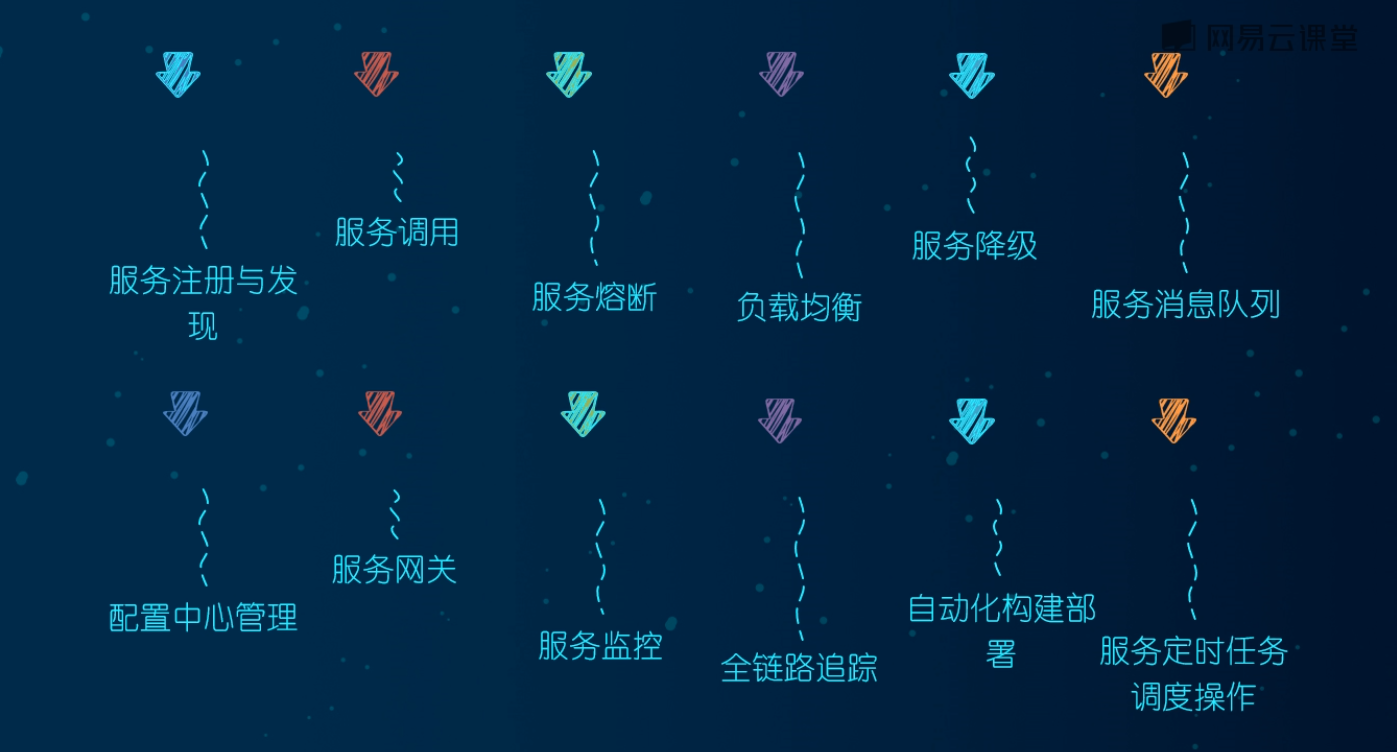 网易云课堂
服务注册与发
现
服务调用
服务熔断
负载均衡
服务降级
服务消息队列
配置中心管理
服务网关
服务监控
全链路追踪
自动化构建部
署
服务定时任务
调度操作